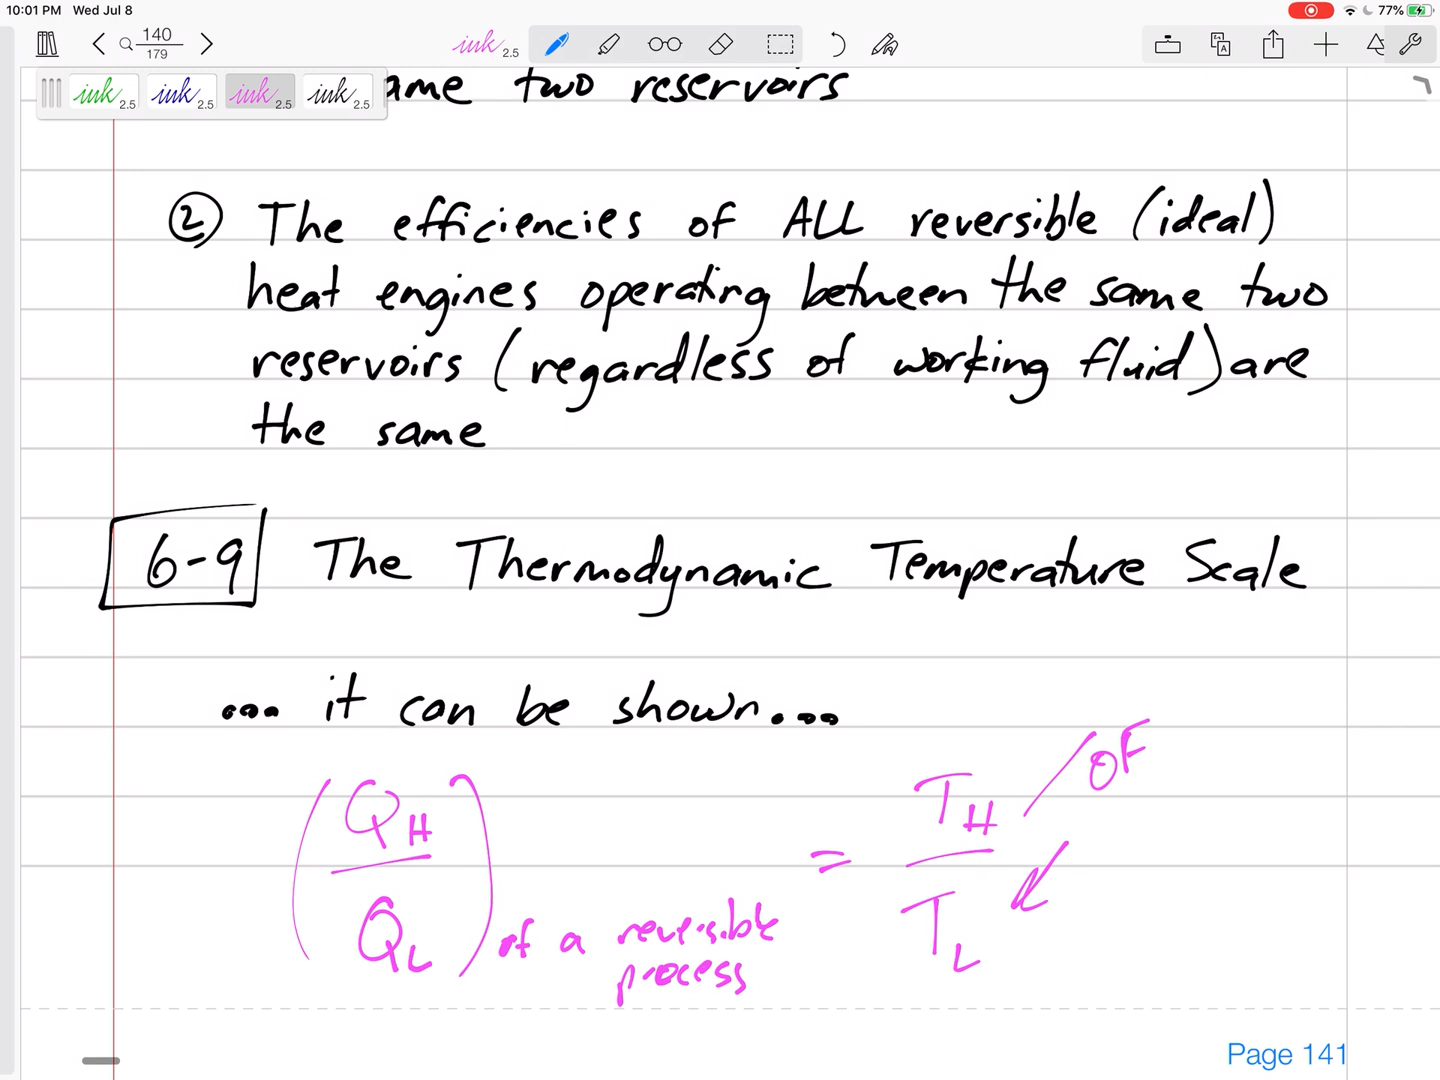 10:01 PM Wed Jul 8
77%
140
179
ink 2.5
ink 2.5 ink 2.5 ink 2.5 ink 2.5
ame two reservoirs
② The efficiencies of ALL reversible (ideal)
heat engines operating between the same two
reservoirs (regardless of working fluid) are
the same
6-9 The Thermodynamic Temperature Scale
... it can be shown...
(QH/QL) of a reversible process = TH/TL
OF
Page 141